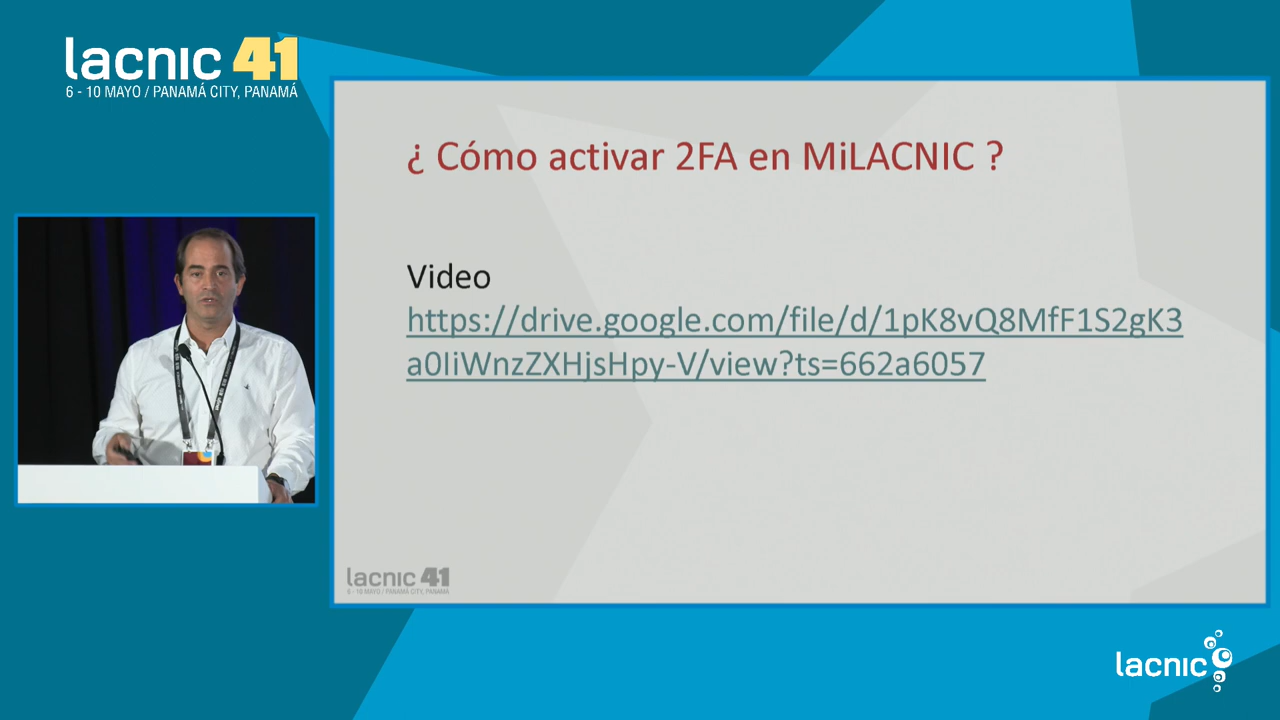 lacnic 41
6 - 10 MAYO / PANAMÁ CITY, PANAMÁ
¿ Cómo activar 2FA en MiLACNIC ?
Video
https://drive.google.com/file/d/1pK8vQ8MfF1S2gK3
a0IiWnzZXHjsHpy-V/view?ts=662a6057
lacnic 41
6 - 10 MAYO / PANAMÁ CITY, PANAMÁ
lacnic